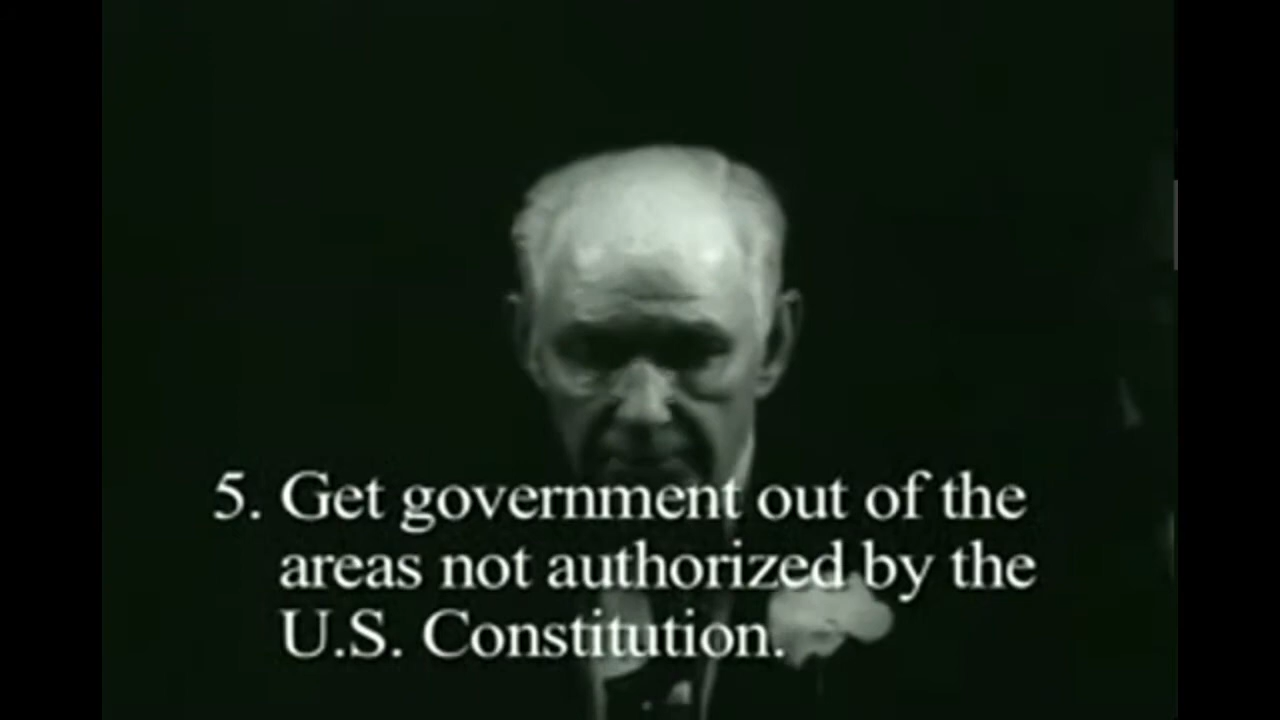 5. Get government out of the
areas not authorized by the
U.S. Constitution.